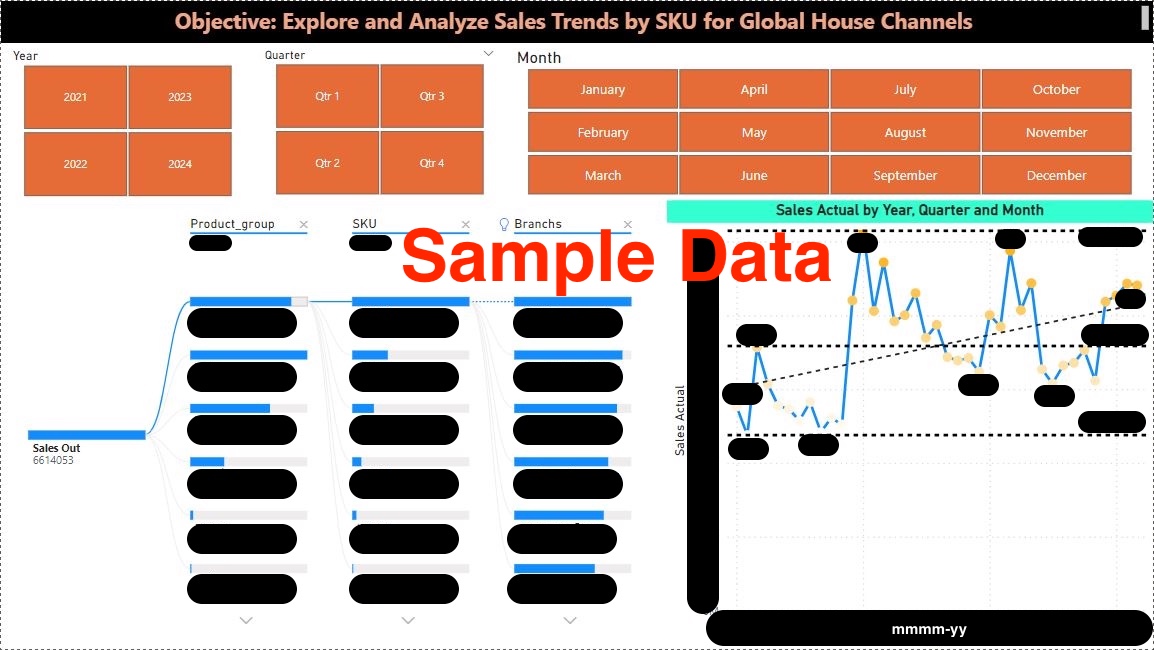 Objective: Explore and Analyze Sales Trends by SKU for Global House Channels
Year
2021
2023
2022
2024
Quarter
Qtr 1
Qtr 3
Qtr 2
Qtr 4
Month
January
April
July
October
February
May
August
November
March
June
September
December
Product_group
SKU
Branchs
Sample Data
Sales Out
6614053
Sales Actual by Year, Quarter and Month
Sales Actual
mmmm-yy